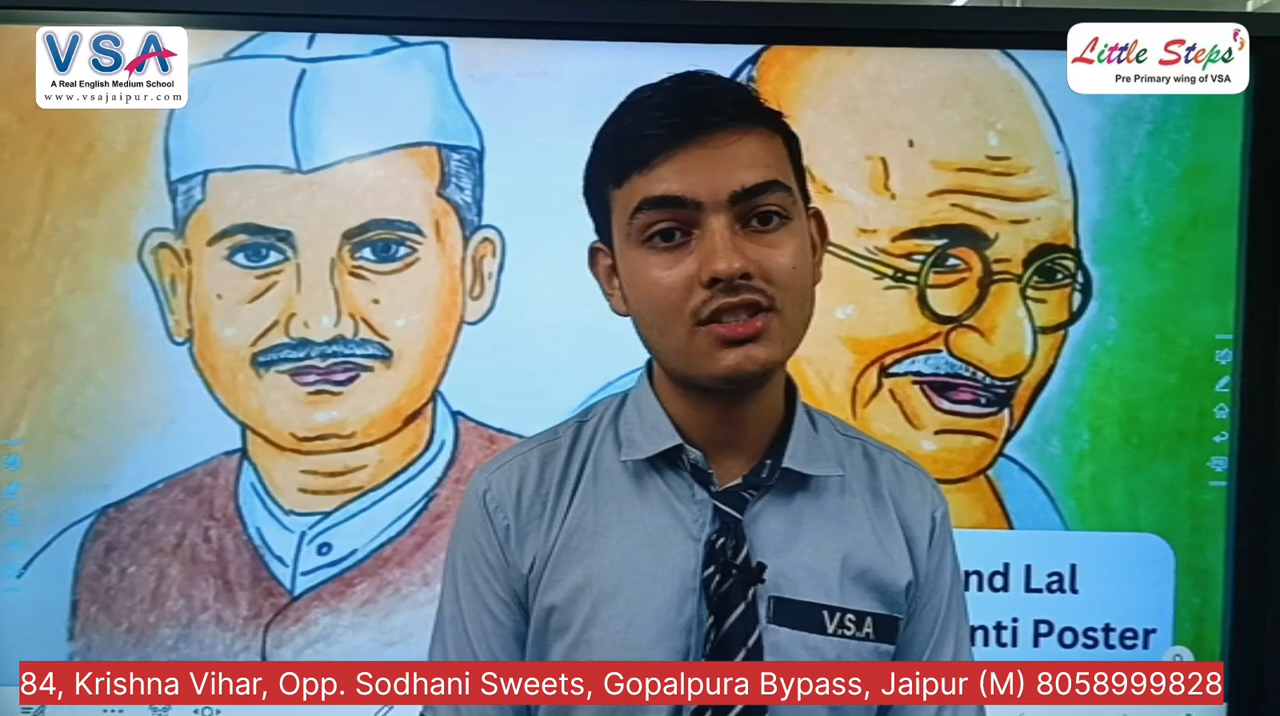 VSA
A Real English Medium School
www.vsajaipur.com
Little Steps
Pre Primary wing of VSA
nd Lal
nti Poster
V.S.A
84, Krishna Vihar, Opp. Sodhani Sweets, Gopalpura Bypass, Jaipur (M) 8058999828